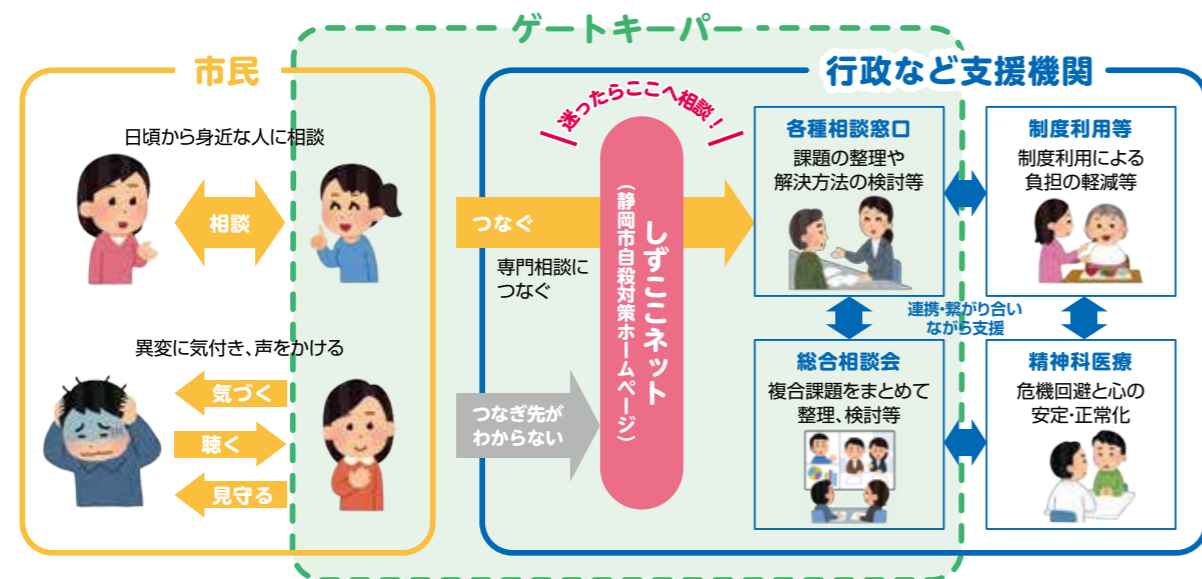 ゲートキーパー
市民
日頃から身近な人に相談
相談
異変に気付き、声をかける
気づく
聴く
見守る
つなぐ
専門相談に
つなぐ
つなぎ先が
わからない
行政など支援機関
迷ったらここへ相談！
しずここネット
（静岡市自殺対策ホームページ）
各種相談窓口
課題の整理や
解決方法の検討等
制度利用等
制度利用による
負担の軽減等
連携・繋がり合い
ながら支援
総合相談会
複合課題をまとめて
整理、検討等
精神科医療
危機回避と心の
安定・正常化